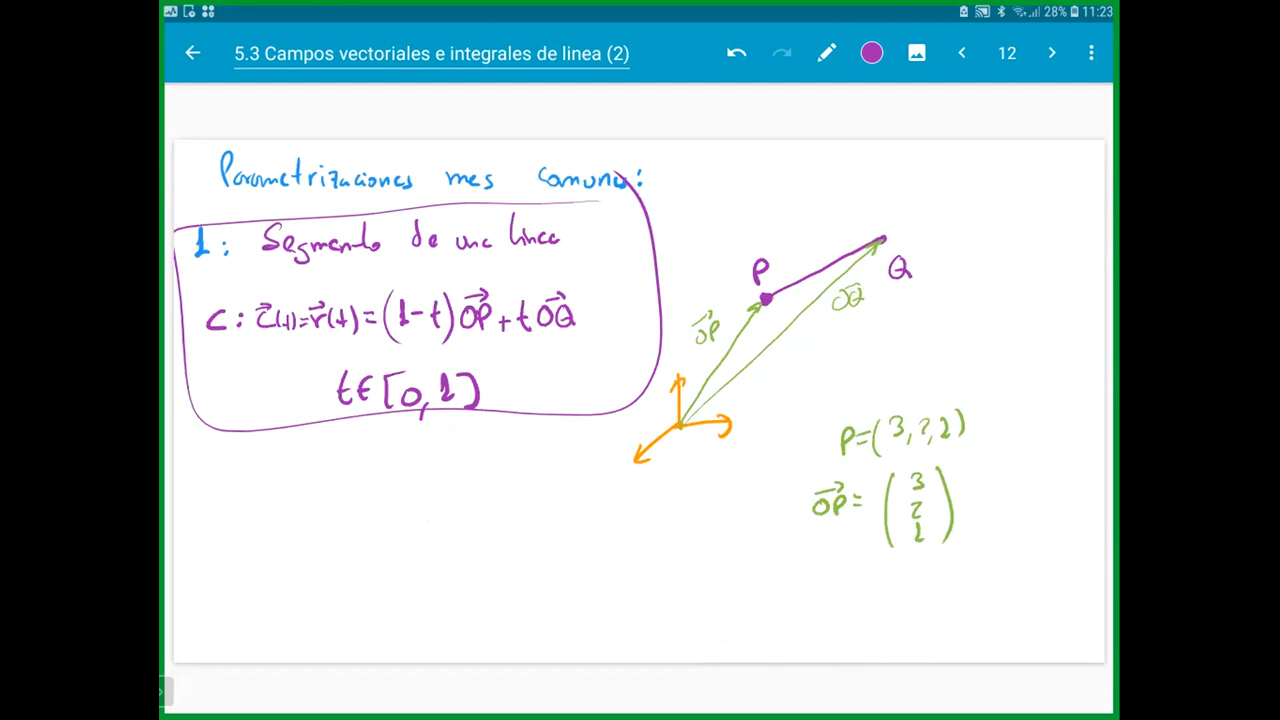 28% 11:23
5.3 Campos vectoriales e integrales de linea (2)
12
Parametrizaciones mes comunes:
1: Segmento de una linea
C: c⃗(t)=r⃗(t)=(1-t)OP⃗+tOQ⃗
t∈[0,1]
P
Q
OP⃗
OQ⃗
P=(3,2,1)
OP⃗=(3
2
1)